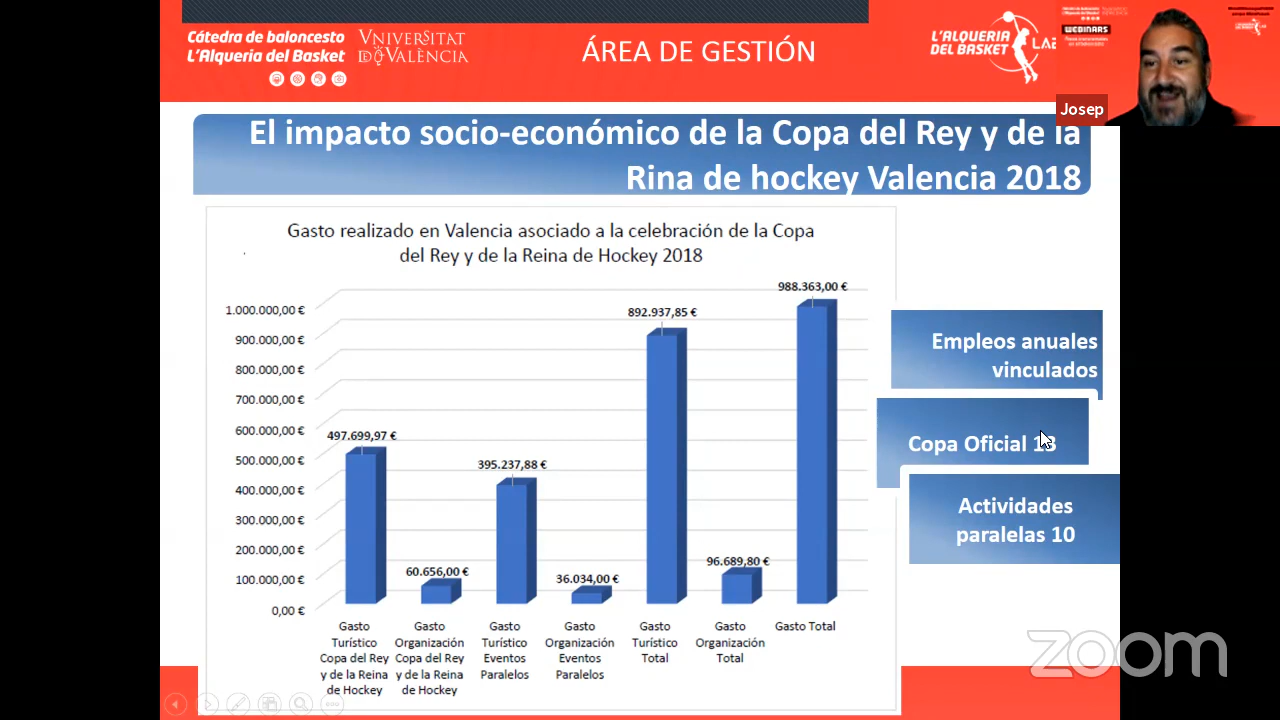 Cátedra de baloncesto
L'Alqueria del Basket
VNIVERSITAT
DE VALÈNCIA
ÁREA DE GESTIÓN
L'ALQUERIA
DEL BASKET
LAB
WEBINARS
Josep
El impacto socio-económico de la Copa del Rey y de la
Rina de hockey Valencia 2018
Gasto realizado en Valencia asociado a la celebración de la Copa
del Rey y de la Reina de Hockey 2018
1.000.000,00 €
900.000,00 €
800.000,00 €
700.000,00 €
600.000,00 €
500.000,00 €
400.000,00 €
300.000,00 €
200.000,00 €
100.000,00 €
0,00 €
497.699,97 €
60.656,00 €
395.237,88 €
36.034,00 €
892.937,85 €
96.689,80 €
988.363,00 €
Gasto
Turístico
Copa del Rey
y de la Reina
de Hockey
Gasto
Organización
Copa del Rey
y de la Reina
de Hockey
Gasto
Turístico
Eventos
Paralelos
Gasto
Organización
Eventos
Paralelos
Gasto
Turístico
Total
Gasto
Organización
Total
Gasto Total
Empleos anuales
vinculados
Copa Oficial 13
Actividades
paralelas 10
zoom